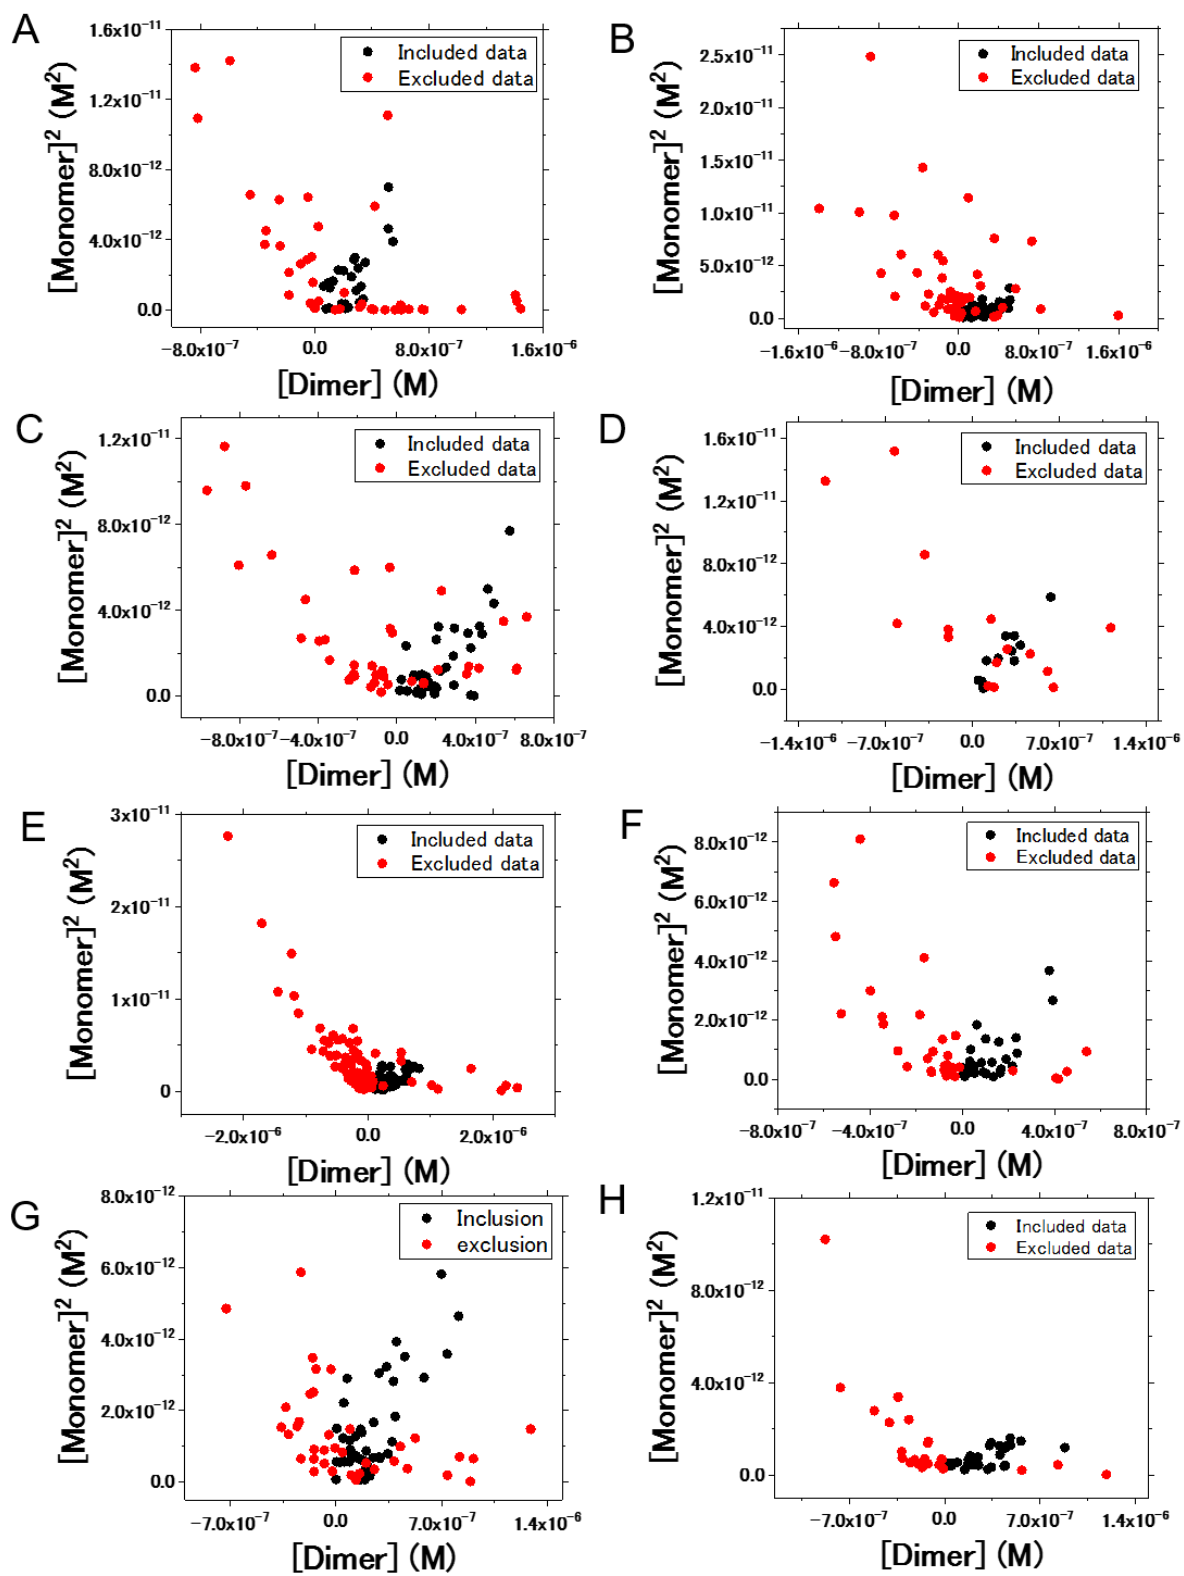 A
[Monomer]² (M²)
1.6x10⁻¹¹
1.2x10⁻¹¹
8.0x10⁻¹²
4.0x10⁻¹²
0.0
Included data
Excluded data
−8.0x10⁻⁷ 0.0 8.0x10⁻⁷ 1.6x10⁻⁶
[Dimer] (M)
B
[Monomer]² (M²)
2.5x10⁻¹¹
2.0x10⁻¹¹
1.5x10⁻¹¹
1.0x10⁻¹¹
5.0x10⁻¹²
0.0
Included data
Excluded data
−1.6x10⁻⁶ −8.0x10⁻⁷ 0.0 8.0x10⁻⁷ 1.6x10⁻⁶
[Dimer] (M)
C
[Monomer]² (M²)
1.2x10⁻¹¹
8.0x10⁻¹²
4.0x10⁻¹²
0.0
Included data
Excluded data
−8.0x10⁻⁷ −4.0x10⁻⁷ 0.0 4.0x10⁻⁷ 8.0x10⁻⁷
[Dimer] (M)
D
[Monomer]² (M²)
1.6x10⁻¹¹
1.2x10⁻¹¹
8.0x10⁻¹²
4.0x10⁻¹²
0.0
Included data
Excluded data
−1.4x10⁻⁶ −7.0x10⁻⁷ 0.0 7.0x10⁻⁷ 1.4x10⁻⁶
[Dimer] (M)
E
[Monomer]² (M²)
3x10⁻¹¹
2x10⁻¹¹
1x10⁻¹¹
0
Included data
Excluded data
−2.0x10⁻⁶ 0.0 2.0x10⁻⁶
[Dimer] (M)
F
[Monomer]² (M²)
8.0x10⁻¹²
6.0x10⁻¹²
4.0x10⁻¹²
2.0x10⁻¹²
0.0
Included data
Excluded data
−8.0x10⁻⁷ −4.0x10⁻⁷ 0.0 4.0x10⁻⁷ 8.0x10⁻⁷
[Dimer] (M)
G
[Monomer]² (M²)
8.0x10⁻¹²
6.0x10⁻¹²
4.0x10⁻¹²
2.0x10⁻¹²
0.0
Inclusion
exclusion
−7.0x10⁻⁷ 0.0 7.0x10⁻⁷ 1.4x10⁻⁶
[Dimer] (M)
H
[Monomer]² (M²)
1.2x10⁻¹¹
8.0x10⁻¹²
4.0x10⁻¹²
0.0
Included data
Excluded data
−7.0x10⁻⁷ 0.0 7.0x10⁻⁷ 1.4x10⁻⁶
[Dimer] (M)